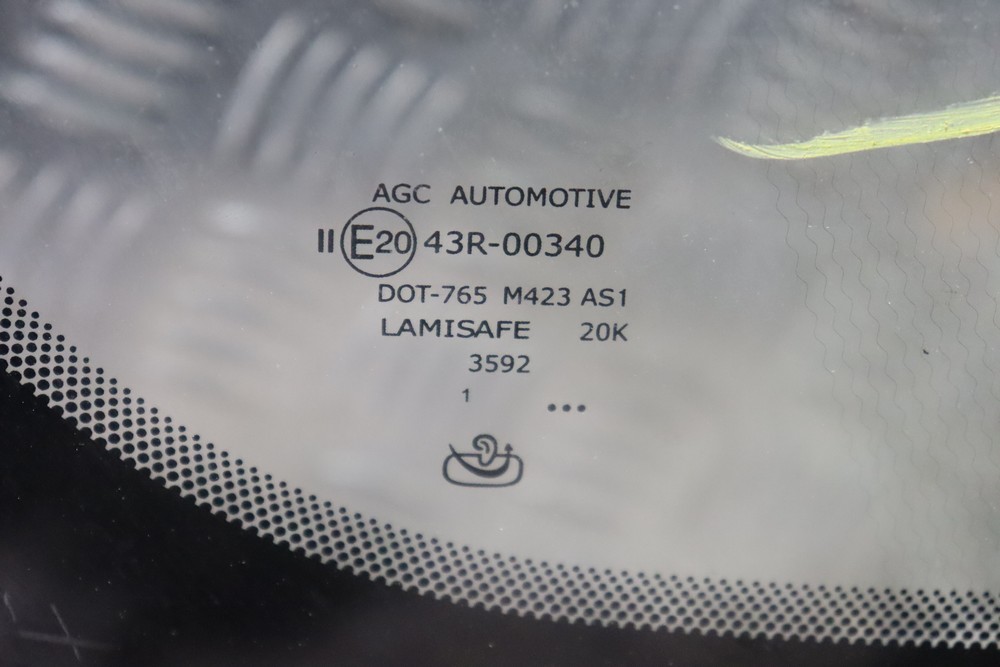 AGC AUTOMOTIVE
II E20 43R-00340
DOT-765 M423 AS1
LAMISAFE 20K
3592
1 •••